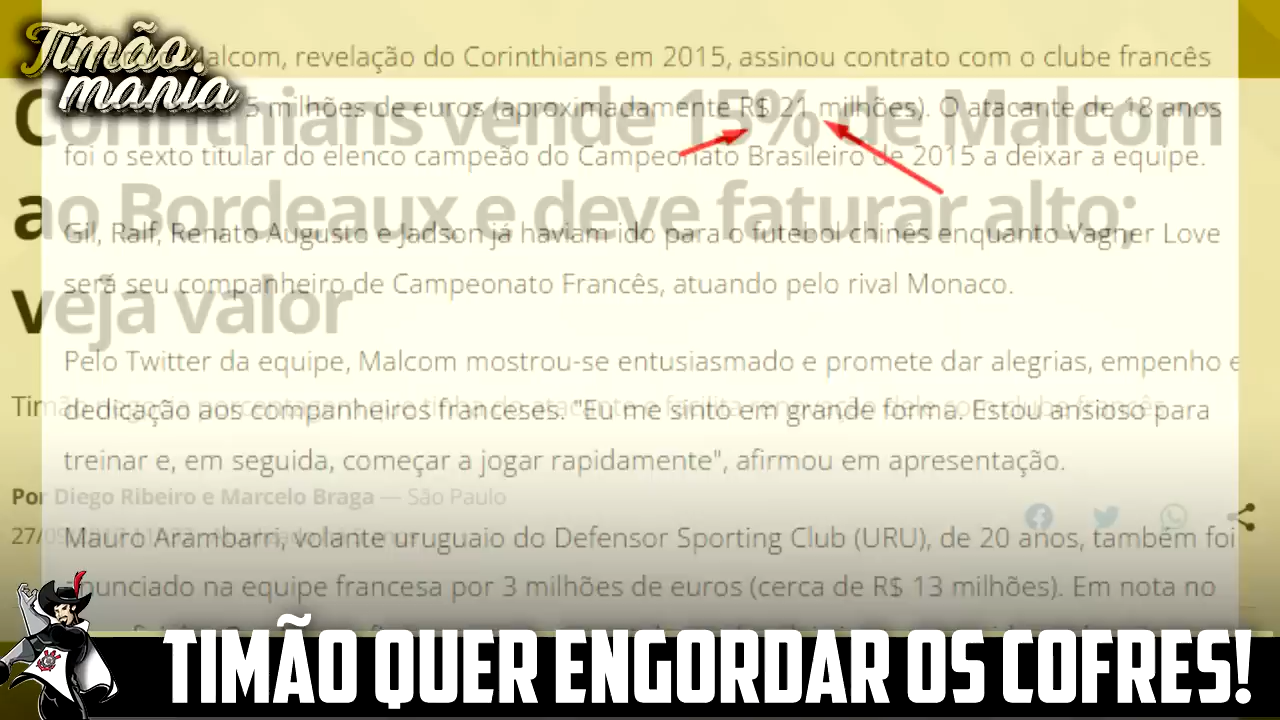 Timão.
mania
alcom, revelação do Corinthians em 2015, assinou contrato com o clube francês
5 milhões de euros (aproximadamente R$ 21 milhões). O atacante de 18 anos
Corinthians vende 15% de Malcom
foi o sexto titular do elenco campeão do Campeonato Brasileiro de 2015 a deixar a equipe.
ao Bordeaux e deve faturar alto;
Gil, Ralf, Renato Augusto e Jadson já haviam ido para o futebol chinês enquanto Vagner Love
será seu companheiro de Campeonato Francês, atuando pelo rival Monaco.
veja valor
Pelo Twitter da equipe, Malcom mostrou-se entusiasmado e promete dar alegrias, empenho e
dedicação aos companheiros franceses. "Eu me sinto em grande forma. Estou ansioso para
treinar e, em seguida, começar a jogar rapidamente", afirmou em apresentação.
Por Diego Ribeiro e Marcelo Braga — São Paulo
Mauro Arambarri, volante uruguaio do Defensor Sporting Club (URU), de 20 anos, também foi
anunciado na equipe francesa por 3 milhões de euros (cerca de R$ 13 milhões). Em nota no
TIMÃO QUER ENGORDAR OS COFRES!